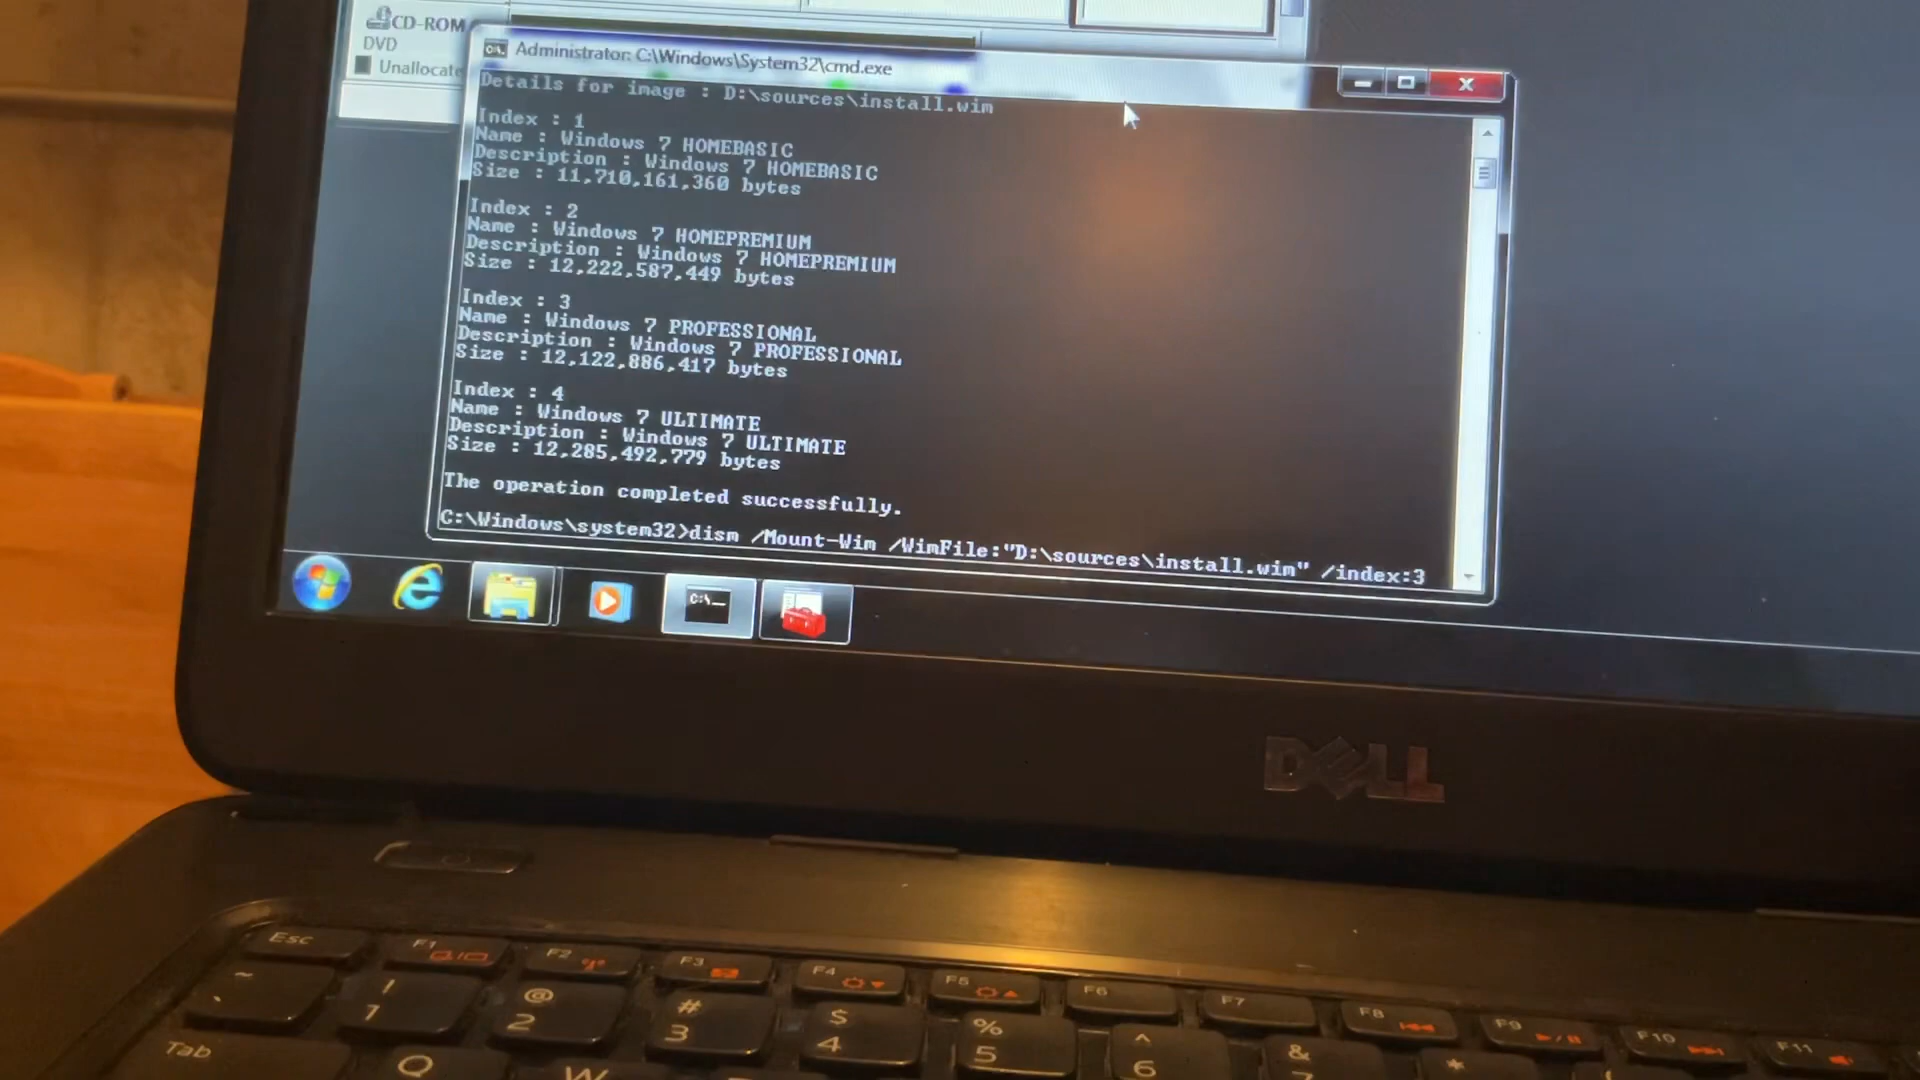 CD-ROM
DVD
Unallocate
Administrator: C:\Windows\System32\cmd.exe
Details for image : D:\sources\install.wim
Index : 1
Name : Windows 7 HOMEBASIC
Description : Windows 7 HOMEBASIC
Size : 11,710,161,360 bytes
Index : 2
Name : Windows 7 HOMEPREMIUM
Description : Windows 7 HOMEPREMIUM
Size : 12,222,587,449 bytes
Index : 3
Name : Windows 7 PROFESSIONAL
Description : Windows 7 PROFESSIONAL
Size : 12,122,886,417 bytes
Index : 4
Name : Windows 7 ULTIMATE
Description : Windows 7 ULTIMATE
Size : 12,285,492,779 bytes
The operation completed successfully.
C:\Windows\system32>dism /Mount-Wim /WimFile:"D:\sources\install.wim" /index:3
C:\_
DELL
Esc F1 F2 F3 F4 F5 F6 F7 F8 F9 F10 F11
~ ! @ # $ % ^ & *
1 2 3 4 5 6 7
Tab Q W